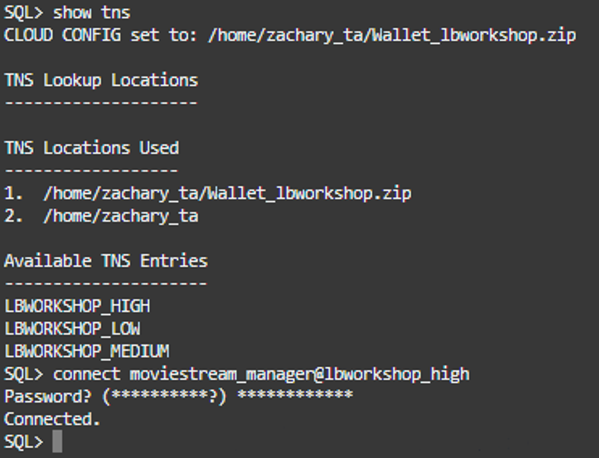 SQL> show tns
CLOUD CONFIG set to: /home/zachary_ta/Wallet_lbworkshop.zip
TNS Lookup Locations
--------------------
TNS Locations Used
------------------
1.  /home/zachary_ta/Wallet_lbworkshop.zip
2.  /home/zachary_ta
Available TNS Entries
---------------------
LBWORKSHOP_HIGH
LBWORKSHOP_LOW
LBWORKSHOP_MEDIUM
SQL> connect moviestream_manager@lbworkshop_high
Password? (**********?) ************
Connected.
SQL>